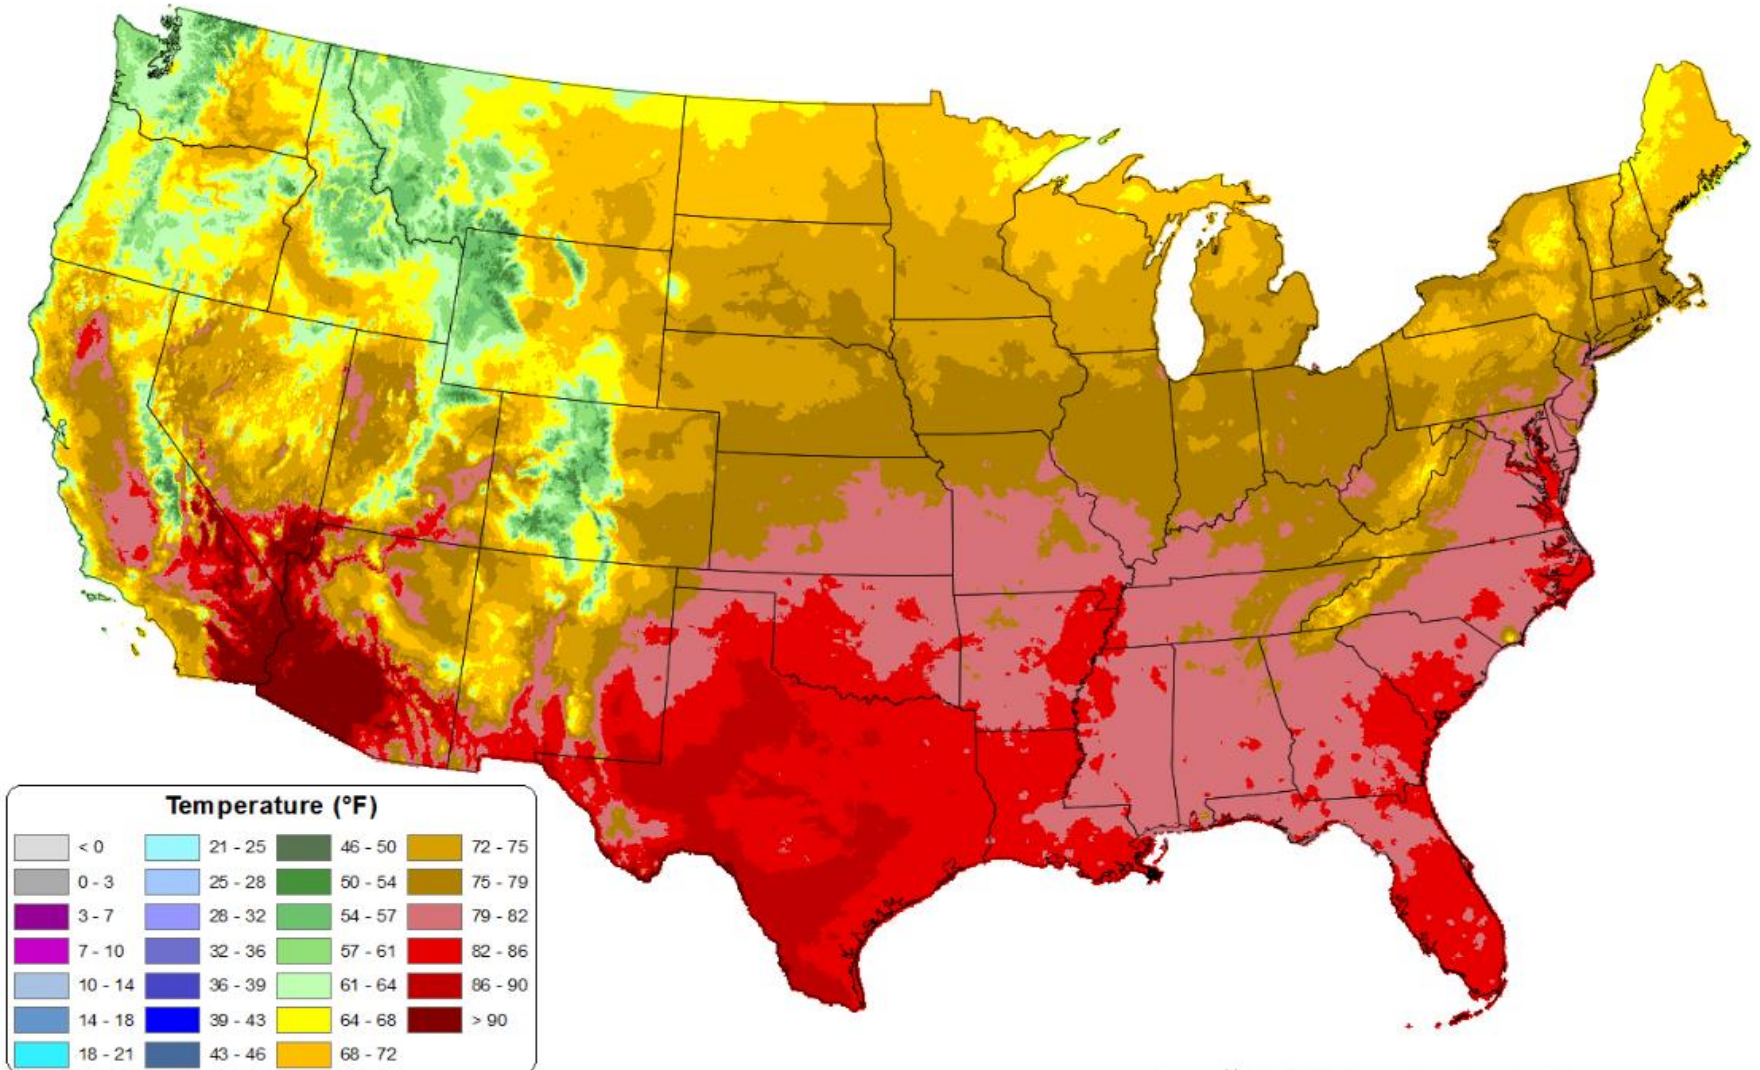 Temperature (°F)
< 0 21 - 25 46 - 50 72 - 75
0 - 3 25 - 28 50 - 54 75 - 79
3 - 7 28 - 32 54 - 57 79 - 82
7 - 10 32 - 36 57 - 61 82 - 86
10 - 14 36 - 39 61 - 64 86 - 90
14 - 18 39 - 43 64 - 68 > 90
18 - 21 43 - 46 68 - 72